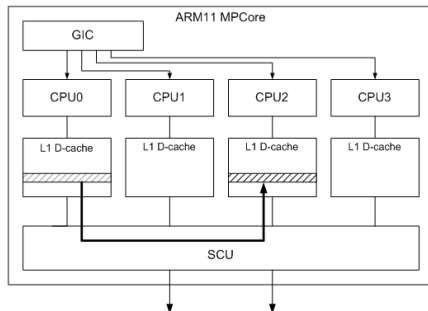 ARM11 MPCore
GIC
CPU0 CPU1 CPU2 CPU3
L1 D-cache L1 D-cache L1 D-cache L1 D-cache
SCU